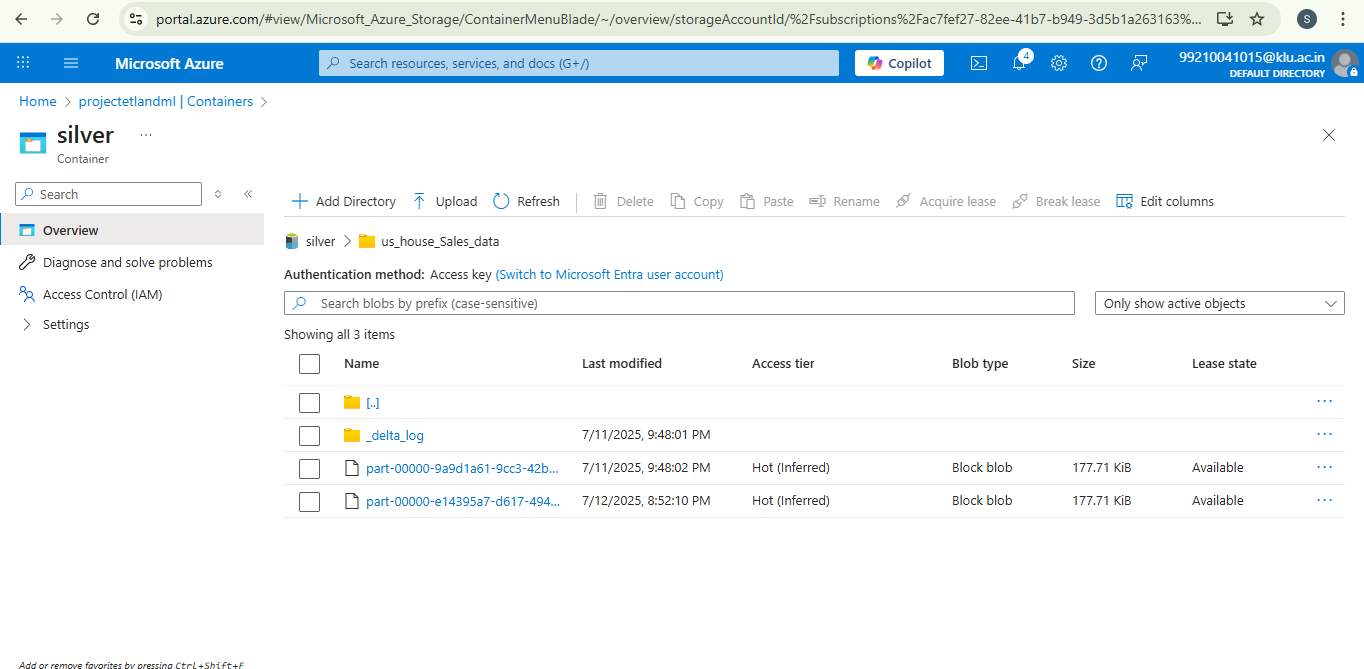 portal.azure.com/#view/Microsoft_Azure_Storage/ContainerMenuBlade/~/overview/storageAccountId/%2Fsubscriptions%2Fac7fef27-82ee-41b7-b949-3d5b1a263163%...
S
Microsoft Azure
Search resources, services, and docs (G+/)
Copilot
4
99210041015@klu.ac.in
DEFAULT DIRECTORY
Home > projectetlandml | Containers >
silver ...
Container
Search
Overview
Diagnose and solve problems
Access Control (IAM)
Settings
Add Directory Upload Refresh Delete Copy Paste Rename Acquire lease Break lease Edit columns
silver > us_house_Sales_data
Authentication method: Access key (Switch to Microsoft Entra user account)
Search blobs by prefix (case-sensitive)
Only show active objects
Showing all 3 items
Name Last modified Access tier Blob type Size Lease state
[..] ...
_delta_log 7/11/2025, 9:48:01 PM ...
part-00000-9a9d1a61-9cc3-42b... 7/11/2025, 9:48:02 PM Hot (Inferred) Block blob 177.71 KiB Available ...
part-00000-e14395a7-d617-494... 7/12/2025, 8:52:10 PM Hot (Inferred) Block blob 177.71 KiB Available ...
Add or remove favorites by pressing Ctrl+Shift+F